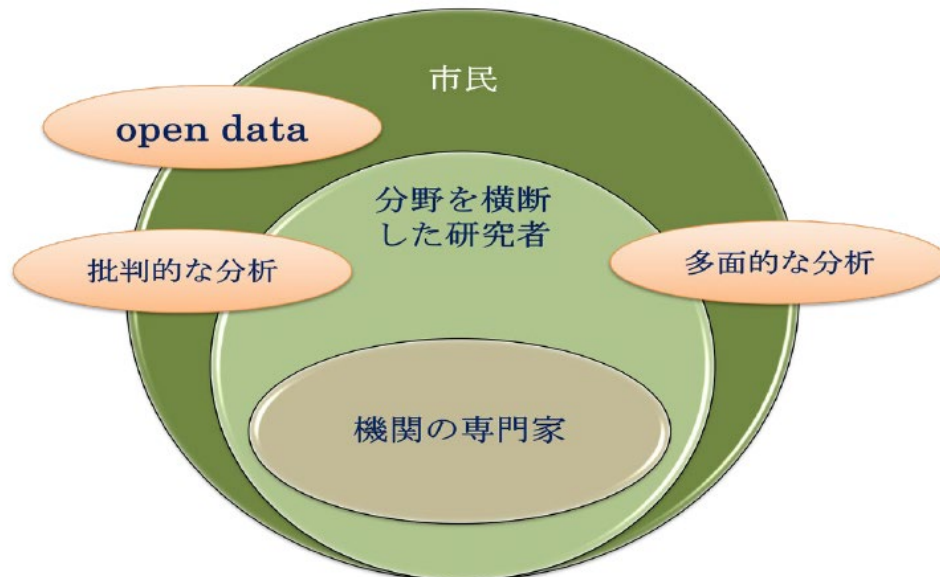 市民
open data
分野を横断
した研究者
批判的な分析
多面的な分析
機関の専門家